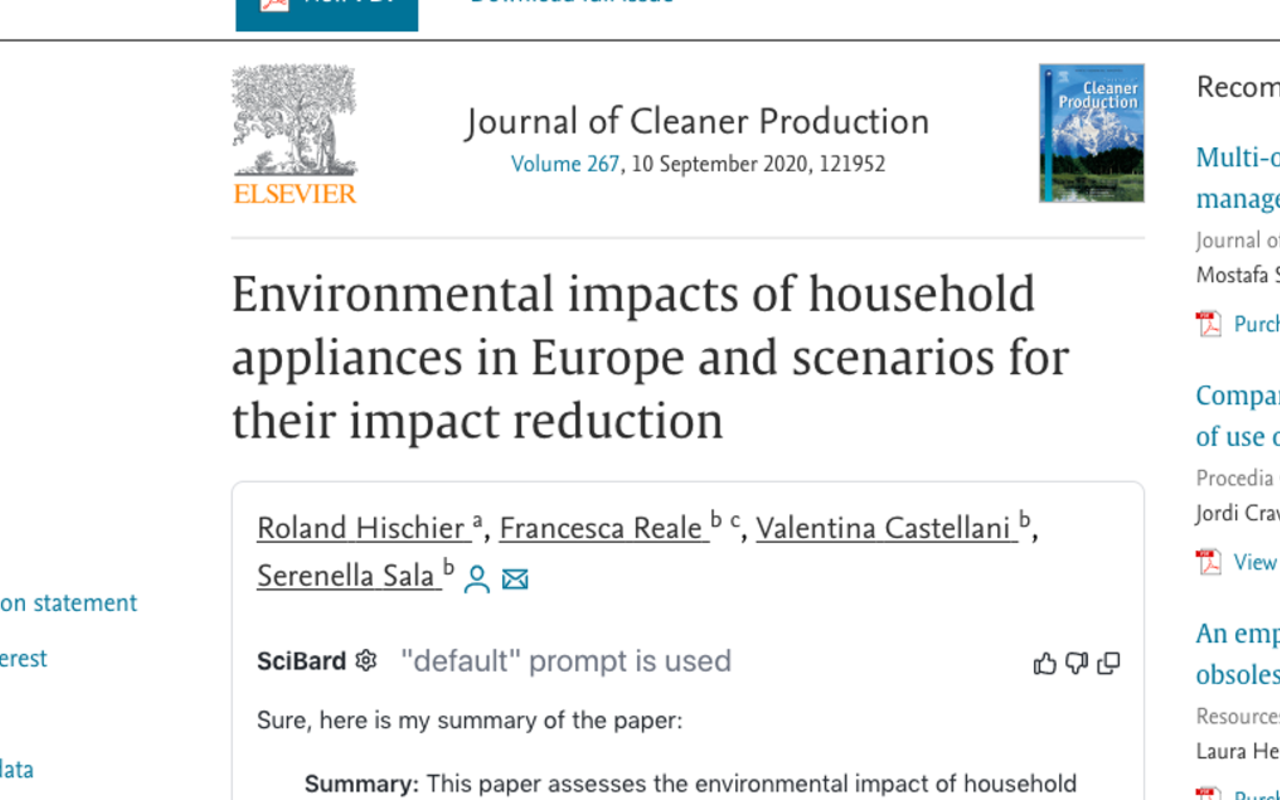 Journal of Cleaner Production
Volume 267, 10 September 2020, 121952
ELSEVIER
Cleaner
Production
Environmental impacts of household
appliances in Europe and scenarios for
their impact reduction
Roland Hischier a, Francesca Reale b c, Valentina Castellani b,
Serenella Sala b
SciBard "default" prompt is used
Sure, here is my summary of the paper:
Summary: This paper assesses the environmental impact of household
on statement
erest
lata
Recom
Multi-o
manage
Journal of
Mostafa S
Purch
Compar
of use o
Procedia
Jordi Crav
View
An emp
obsoles
Resources
Laura He